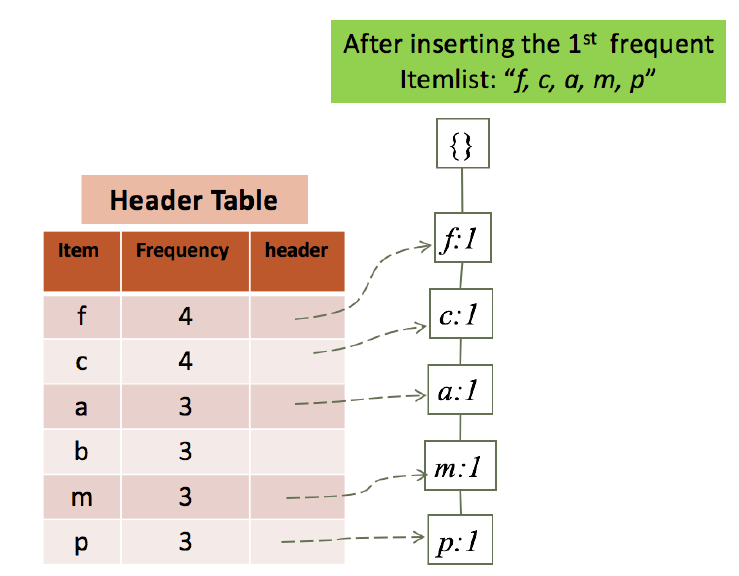 After inserting the 1st frequent
Itemlist: “f, c, a, m, p”
{}
Header Table
Item Frequency header
f:1
c:1
a:1
m:1
p:1
f 4
c 4
a 3
b 3
m 3
p 3